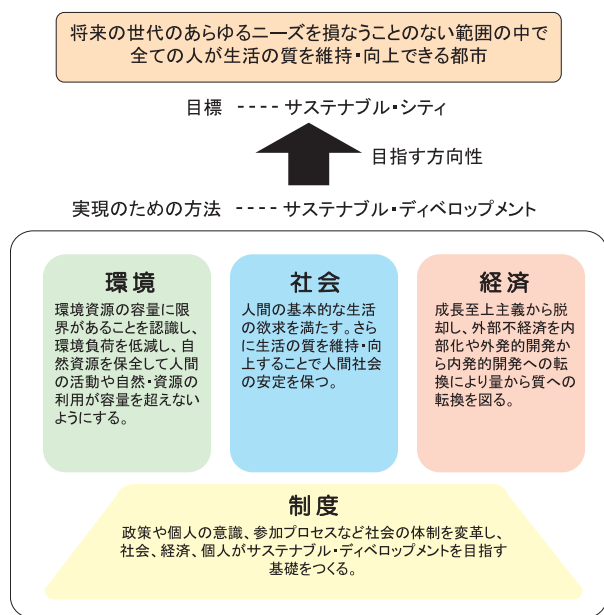 将来の世代のあらゆるニーズを損なうことのない範囲の中で
全ての人が生活の質を維持・向上できる都市
目標 ---- サステナブル・シティ
目指す方向性
実現のための方法 ---- サステナブル・ディベロップメント
環境
環境資源の容量に限
界があることを認識し、
環境負荷を低減し、自
然資源を保全して人間
の活動や自然・資源の
利用が容量を超えない
ようにする。
社会
人間の基本的な生活
の欲求を満たす。さら
に生活の質を維持・向
上することで人間社会
の安定を保つ。
経済
成長至上主義から脱
却し、外部不経済を内
部化や外発的開発か
ら内発的開発への転
換により量から質への
転換を図る。
制度
政策や個人の意識、参加プロセスなど社会の体制を変革し、
社会、経済、個人がサステナブル・ディベロップメントを目指す
基礎をつくる。